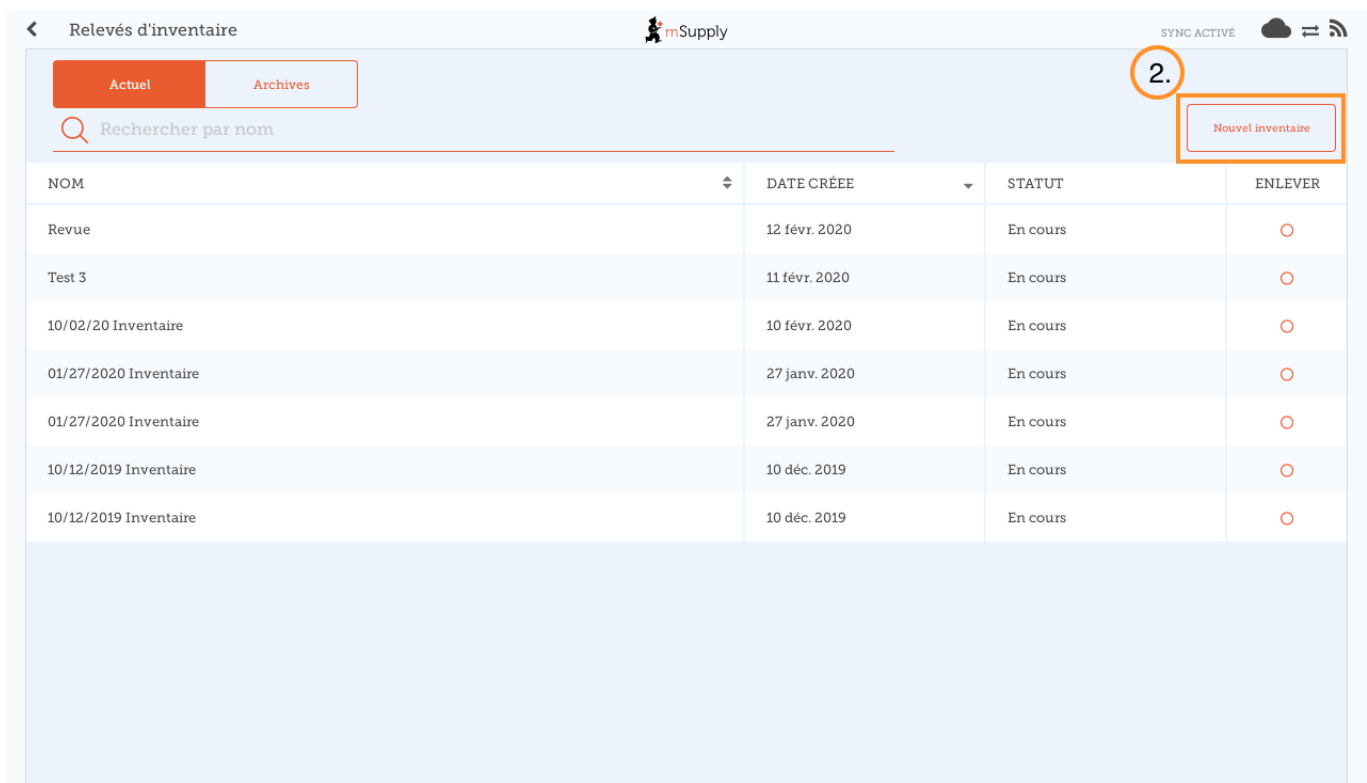 Relevés d'inventaire
mSupply
SYNC ACTIVÉ
Actuel
Archives
2.
Rechercher par nom
Nouvel inventaire
NOM DATE CRÉEE STATUT ENLEVER
Revue 12 févr. 2020 En cours
Test 3 11 févr. 2020 En cours
10/02/20 Inventaire 10 févr. 2020 En cours
01/27/2020 Inventaire 27 janv. 2020 En cours
01/27/2020 Inventaire 27 janv. 2020 En cours
10/12/2019 Inventaire 10 déc. 2019 En cours
10/12/2019 Inventaire 10 déc. 2019 En cours